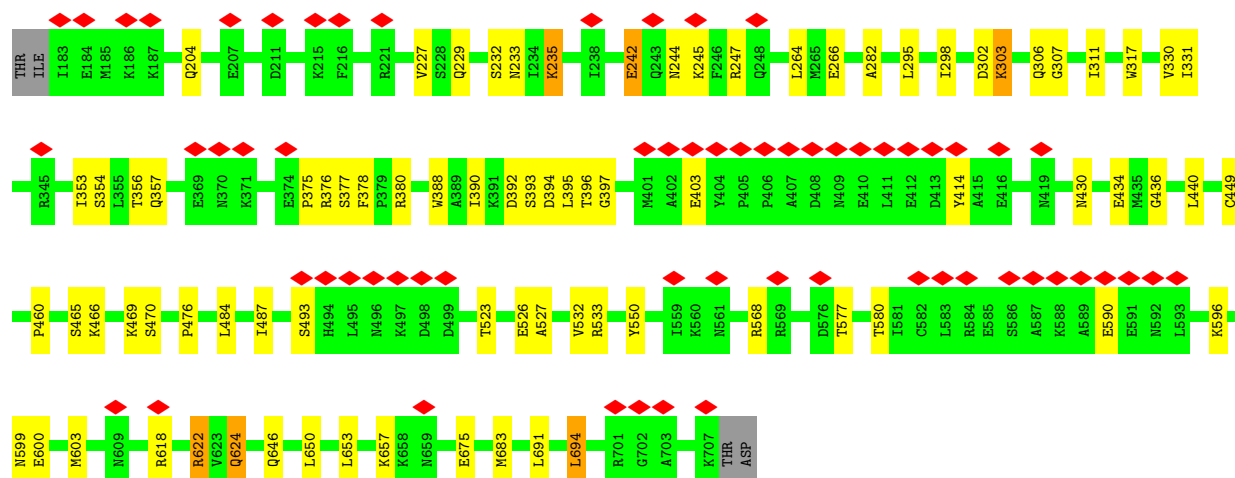 THR ILE I183 E184 M185 K186 K187 Q204 E207 D211 K215 F216 R221 V227 S228 Q229 S232 N233 I234 K235 I238 E242 Q243 N244 K245 F246 R247 Q248 L264 M265 E266 A282 L295 I298 D302 K303 Q306 G307 I311 W317 V330 I331
R345 I353 S354 L355 T356 Q357 E369 N370 K371 E374 P375 R376 S377 F378 P379 R380 W388 A389 I390 K391 D392 S393 D394 L395 T396 G397 M401 A402 E403 Y404 P405 P406 A407 D408 N409 E410 L411 E412 D413 Y414 A415 E416 N419 N430 E434 M435 G436 L440 C449
P460 S465 K466 K469 S470 P476 L484 I487 S493 H494 L495 N496 K497 D498 D499 T523 E526 A527 V532 R533 Y550 I559 K560 N561 R568 R569 D576 T577 T580 I581 C582 L583 R584 E585 S586 A587 K588 A589 E590 E591 N592 L593 K596
N599 E600 M603 N609 R618 R622 V623 Q624 Q646 L650 L653 K657 K658 N659 E675 M683 L691 L694 R701 G702 A703 K707 THR ASP